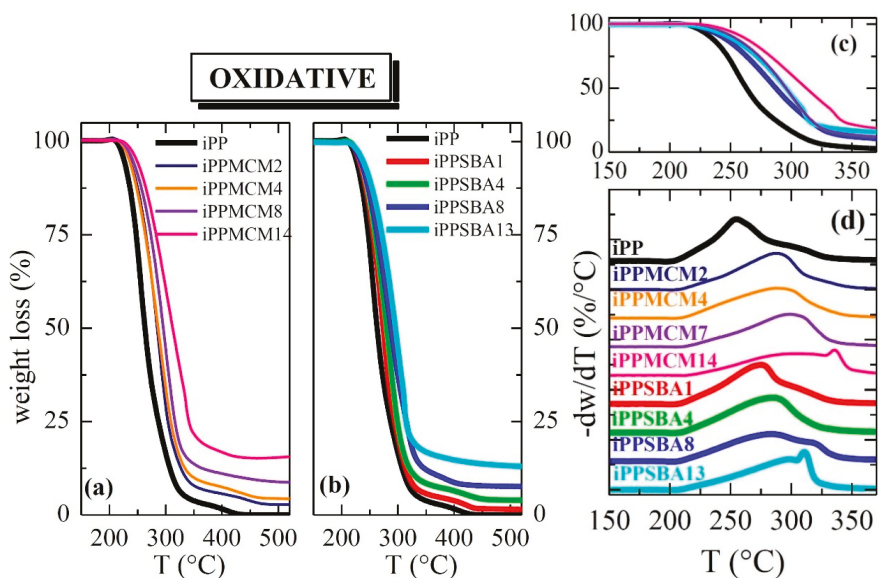 OXIDATIVE
100
75
50
25
0
weight loss (%)
iPP
iPPMCM2
iPPMCM4
iPPMCM8
iPPMCM14
(a)
200 300 400 500
T (°C)
iPP
iPPSBA1
iPPSBA4
iPPSBA8
iPPSBA13
(b)
100
75
50
25
0
200 300 400 500
T (°C)
(c)
100
50
0
150 200 250 300 350
(d)
-dw/dT (%/°C)
iPP
iPPMCM2
iPPMCM4
iPPMCM7
iPPMCM14
iPPSBA1
iPPSBA4
iPPSBA8
iPPSBA13
150 200 250 300 350
T (°C)